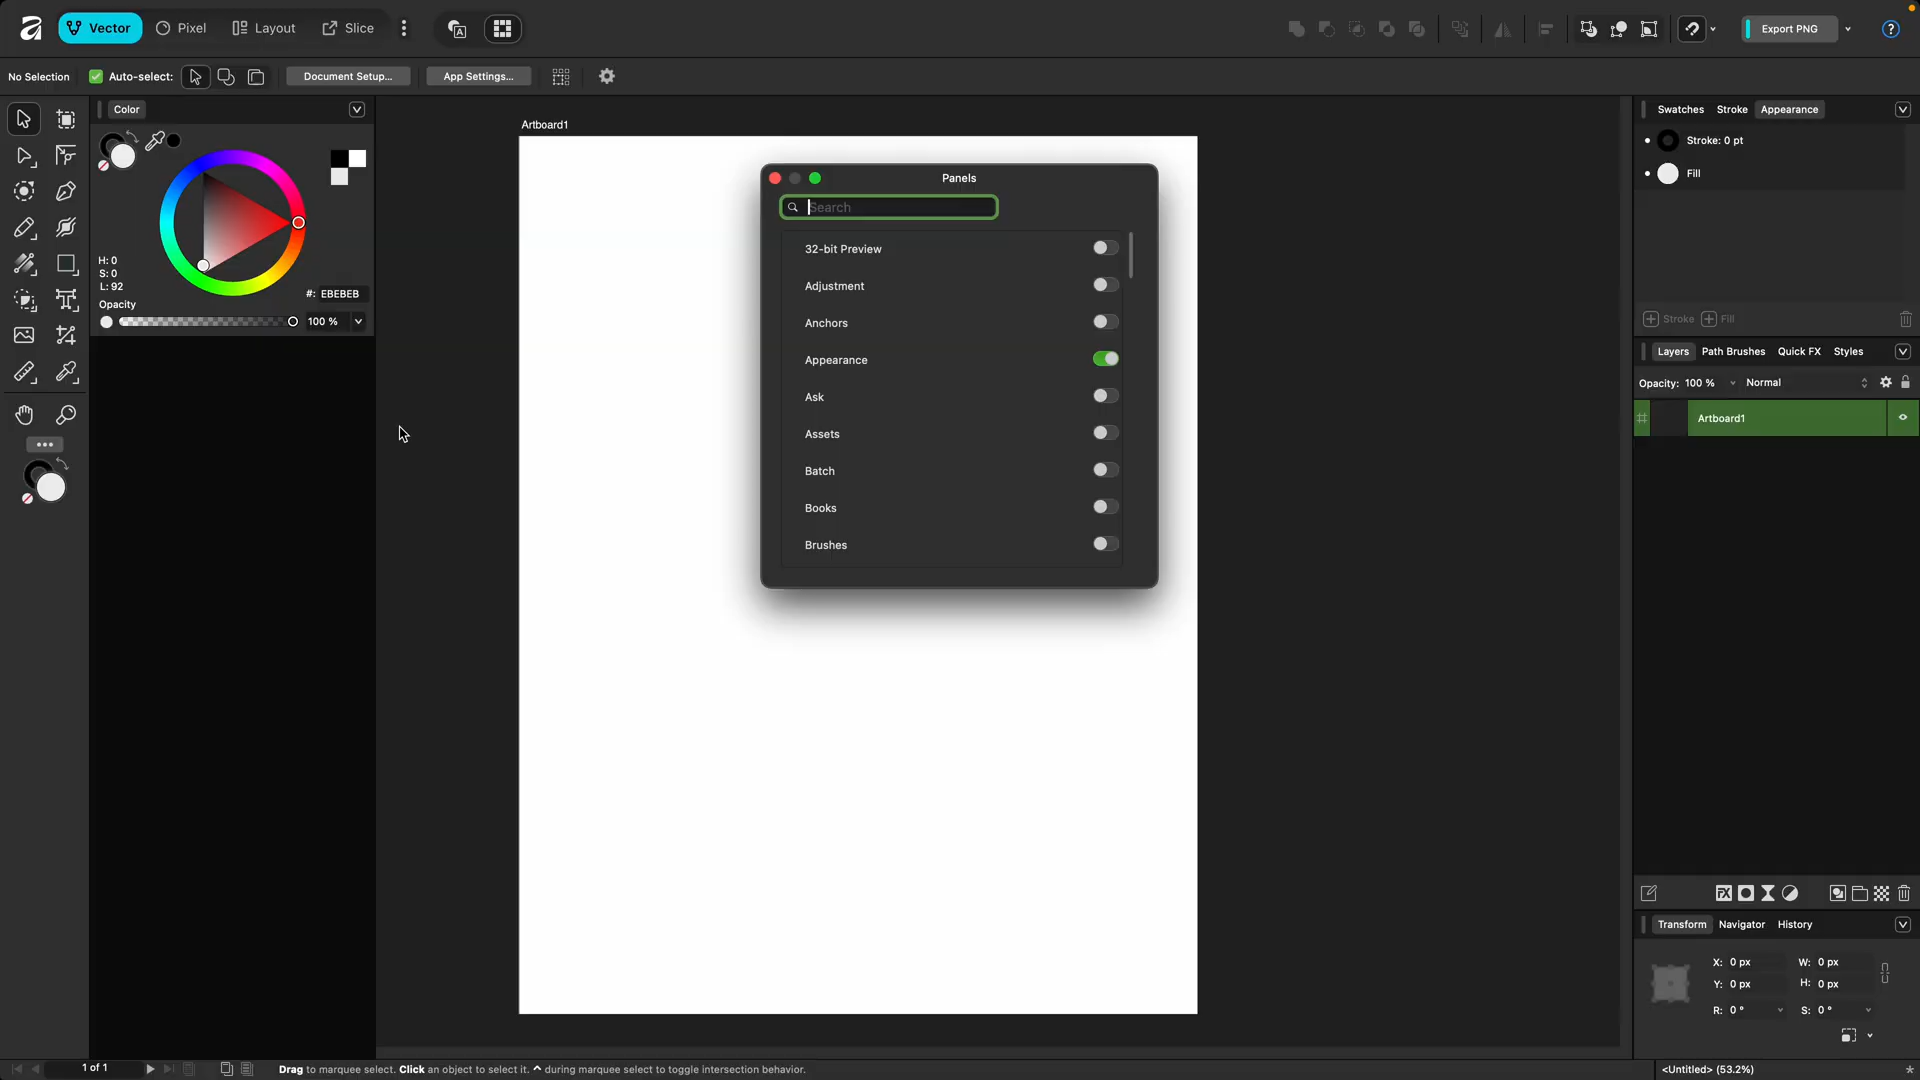 Vector
Pixel
Layout
Slice
Export PNG
No Selection
Auto-select:
Document Setup...
App Settings...
Color
H: 0
S: 0
L: 92
#: EBEBEB
Opacity
100 %
Artboard1
Panels
Search
32-bit Preview
Adjustment
Anchors
Appearance
Ask
Assets
Batch
Books
Brushes
Swatches
Stroke
Appearance
Stroke: 0 pt
Fill
Stroke
Fill
Layers
Path Brushes
Quick FX
Styles
Opacity: 100 %
Normal
Artboard1
FX
Transform
Navigator
History
X: 0 px
W: 0 px
Y: 0 px
H: 0 px
R: 0 °
S: 0 °
1 of 1
Drag to marquee select. Click an object to select it. ⌃ during marquee select to toggle intersection behavior.
<Untitled> (53.2%)